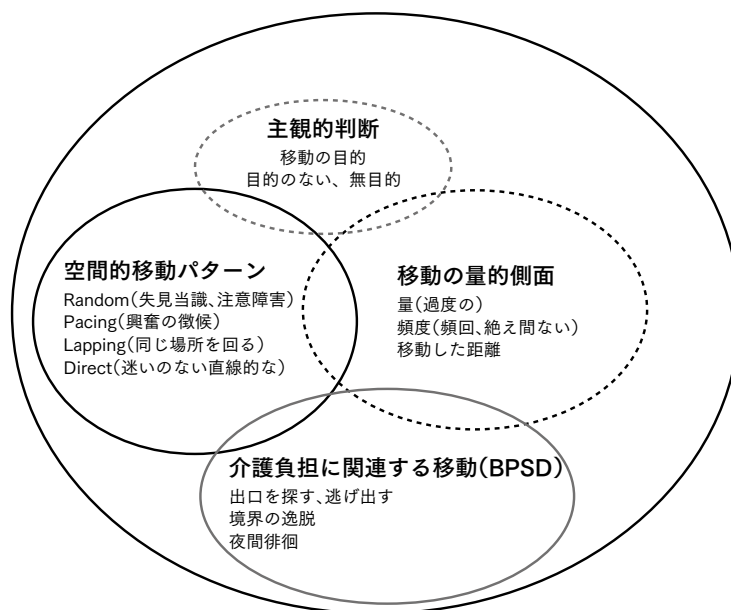 主観的判断
移動の目的
目的のない、無目的
空間的移動パターン
Random(失見当識、注意障害)
Pacing(興奮の徴候)
Lapping(同じ場所を回る)
Direct(迷いのない直線的な)
移動の量的側面
量(過度の)
頻度(頻回、絶え間ない)
移動した距離
介護負担に関連する移動(BPSD)
出口を探す、逃げ出す
境界の逸脱
夜間徘徊